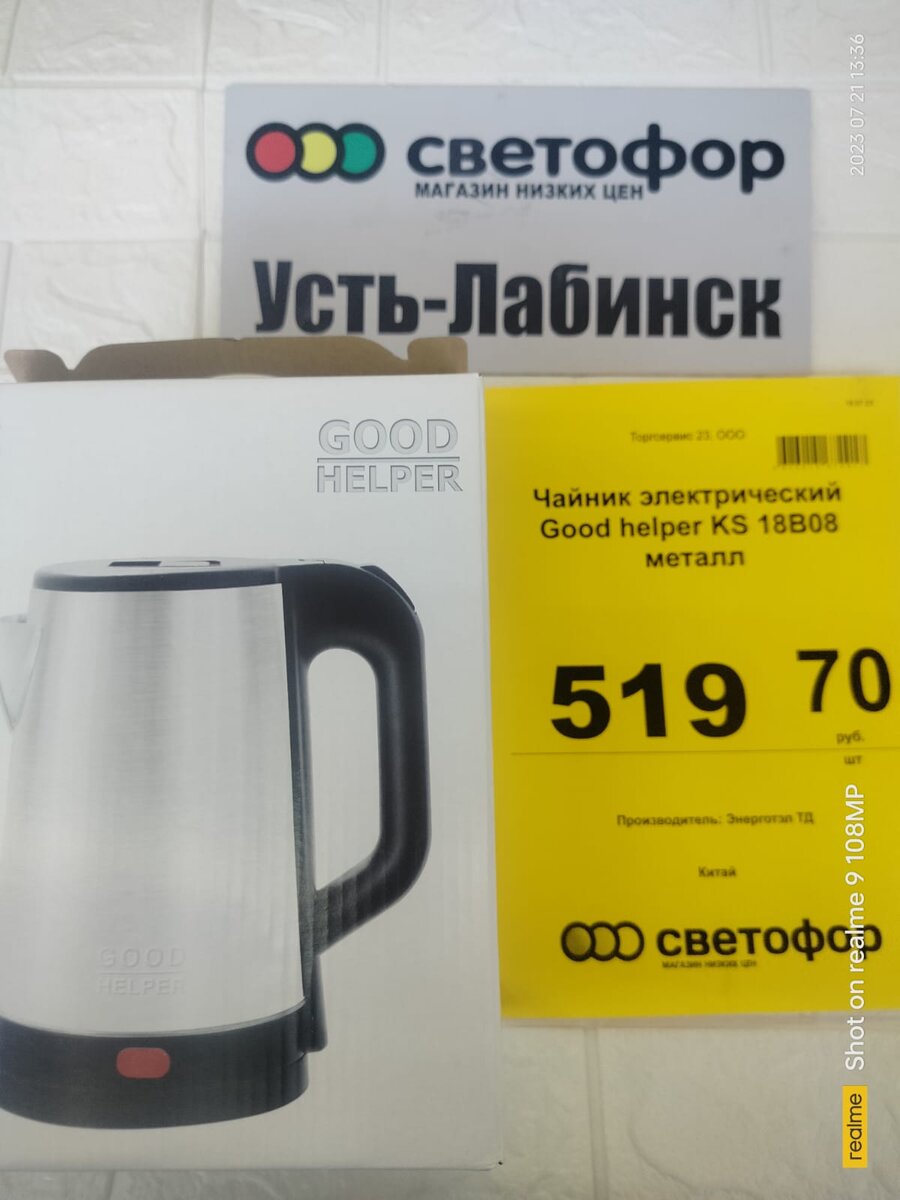 2023 07 21 13:36
светофор
МАГАЗИН НИЗКИХ ЦЕН
Усть-Лабинск
GOOD
HELPER
GOOD
HELPER
Торгсервис 23, ООО
Чайник электрический
Good helper KS 18B08
металл
519 70
руб.
шт
Производитель: Энерготэл ТД
Китай
светофор
МАГАЗИН НИЗКИХ ЦЕН
realme Shot on realme 9 108MP